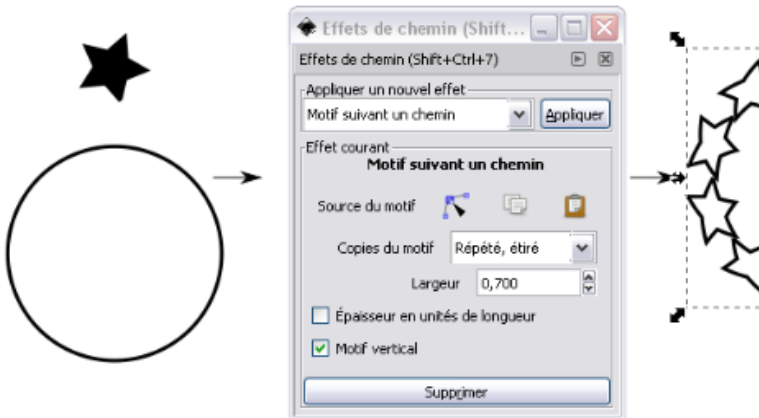 Effets de chemin (Shift...
Effets de chemin (Shift+Ctrl+7)
Appliquer un nouvel effet
Motif suivant un chemin
Appliquer
Effet courant
Motif suivant un chemin
Source du motif
Copies du motif Répété, étiré
Largeur 0,700
Épaisseur en unités de longueur
Motif vertical
Supprimer